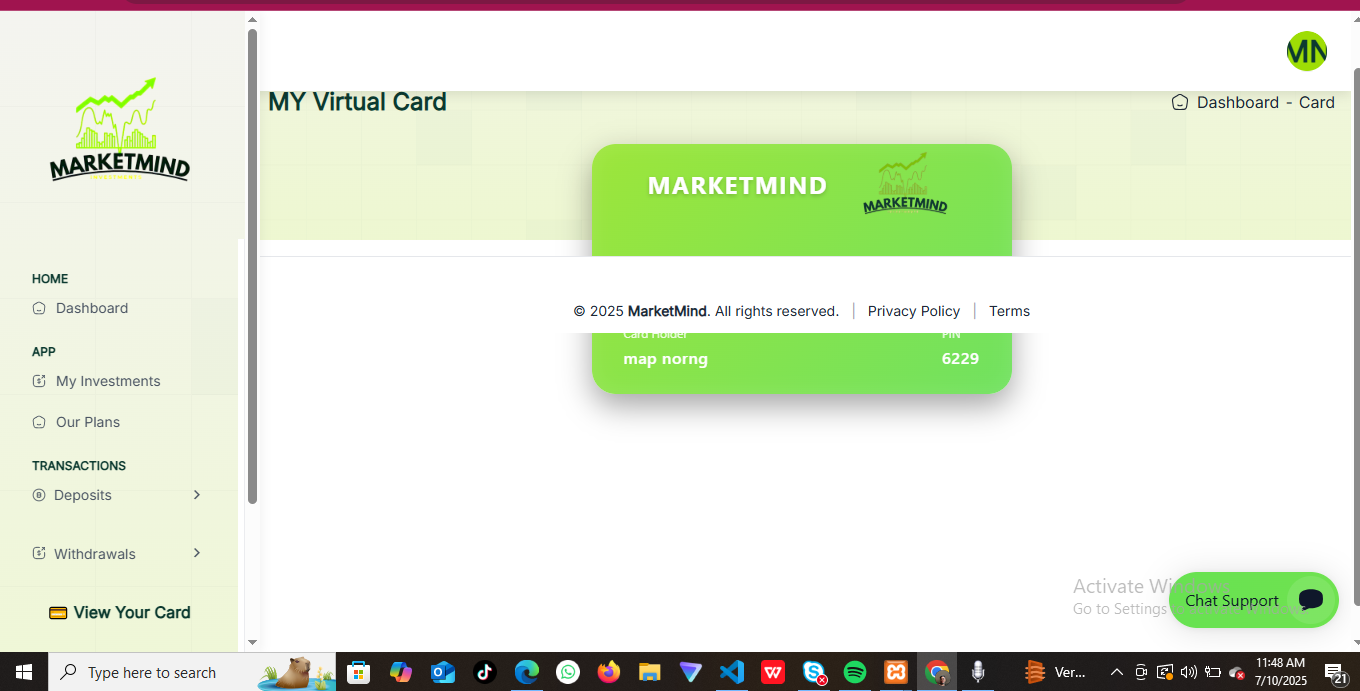 MN
MARKETMIND
MY Virtual Card
Dashboard - Card
MARKETMIND
MARKETMIND
HOME
Dashboard
APP
My Investments
Our Plans
TRANSACTIONS
Deposits
Withdrawals
View Your Card
© 2025 MarketMind. All rights reserved. | Privacy Policy | Terms
Card Holder
PIN
map norng
6229
Activate Windows
Go to Settings
Chat Support
Type here to search
Ver...
11:48 AM
7/10/2025
21